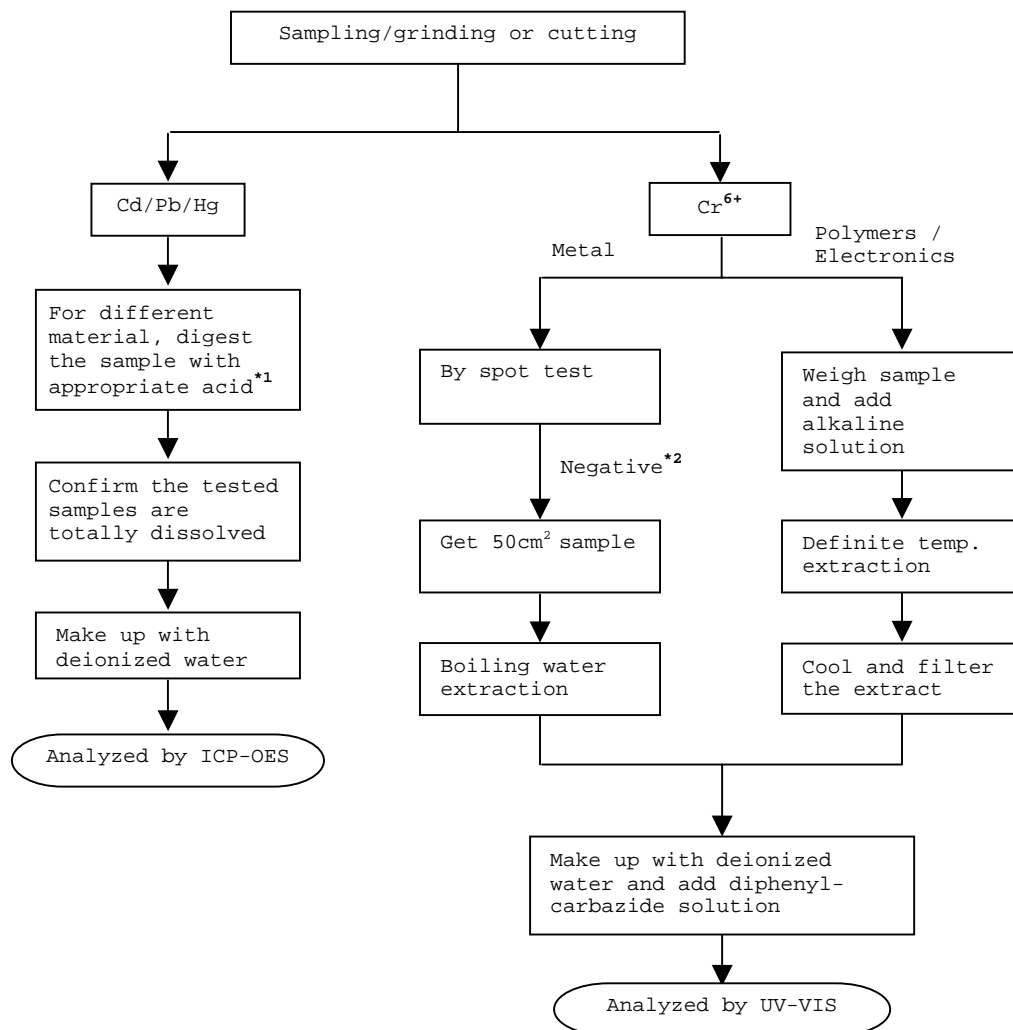 Sampling/grinding or cutting
Cd/Pb/Hg
For different
material, digest
the sample with
appropriate acid*1
Confirm the tested
samples are
totally dissolved
Make up with
deionized water
Analyzed by ICP-OES
Cr6+
Metal
Polymers /
Electronics
By spot test
Negative*2
Get 50cm2 sample
Boiling water
extraction
Weigh sample
and add
alkaline
solution
Definite temp.
extraction
Cool and filter
the extract
Make up with deionized
water and add diphenyl-
carbazide solution
Analyzed by UV-VIS